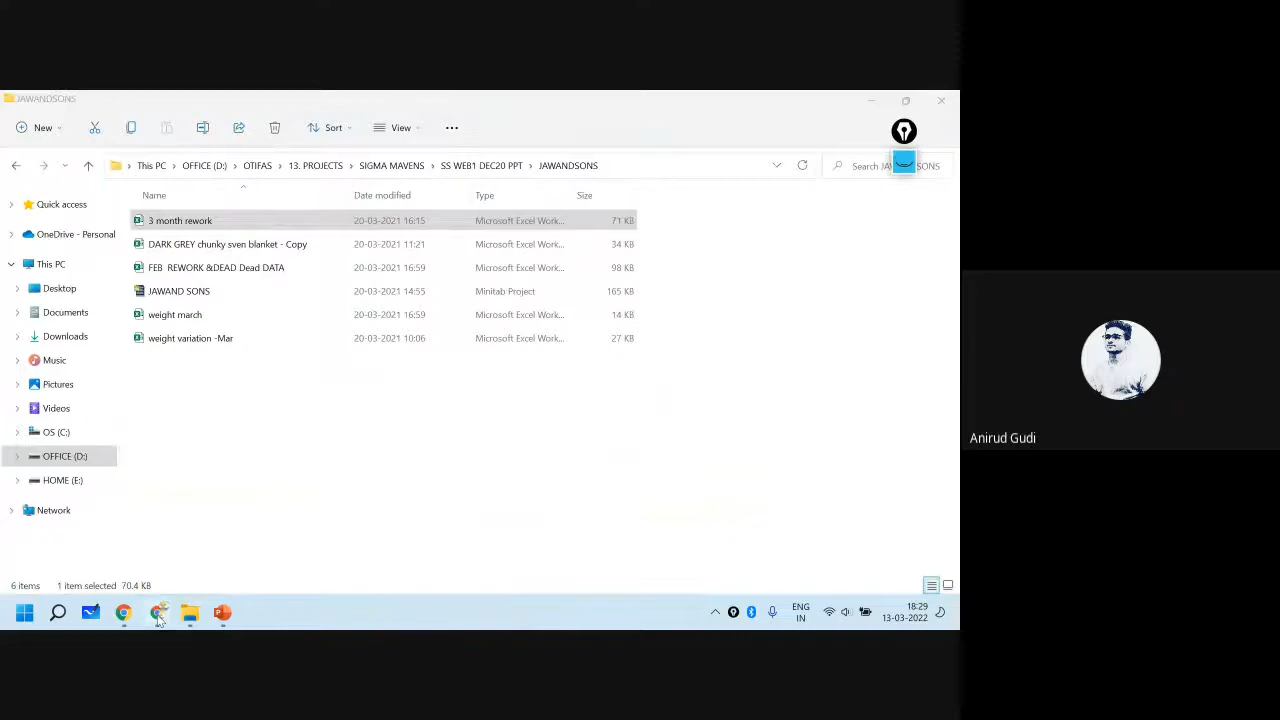 JAWANDSONS
New
Sort
View
This PC
OFFICE (D:)
OTIFAS
13. PROJECTS
SIGMA MAVENS
SS WEB1 DEC20 PPT
JAWANDSONS
Search JA
SONS
Name
Date modified
Type
Size
Quick access
OneDrive - Personal
This PC
Desktop
Documents
Downloads
Music
Pictures
Videos
OS (C:)
OFFICE (D:)
HOME (E:)
Network
3 month rework 20-03-2021 16:15 Microsoft Excel Work... 71 KB
DARK GREY chunky sven blanket - Copy 20-03-2021 11:21 Microsoft Excel Work... 34 KB
FEB REWORK &DEAD Dead DATA 20-03-2021 16:59 Microsoft Excel Work... 98 KB
JAWAND SONS 20-03-2021 14:55 Minitab Project 165 KB
weight march 20-03-2021 16:59 Microsoft Excel Work... 14 KB
weight variation -Mar 20-03-2021 10:06 Microsoft Excel Work... 27 KB
6 items 1 item selected 70.4 KB
ENG
IN
18:29
13-03-2022
Anirud Gudi